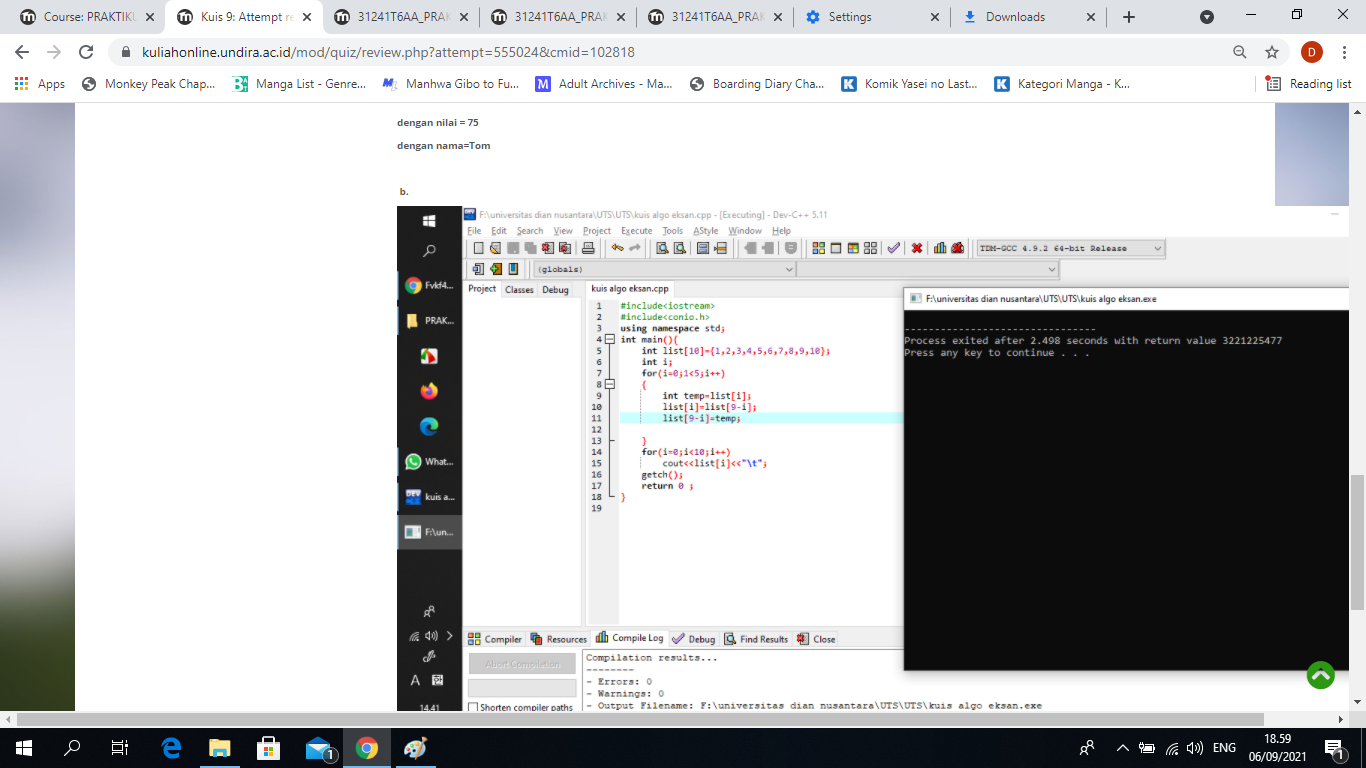 Course: PRAKTIKU
Kuis 9: Attempt re
31241T6AA_PRAK
31241T6AA_PRAK
31241T6AA_PRAK
Settings
Downloads
kuliahonline.undira.ac.id/mod/quiz/review.php?attempt=555024&cmid=102818
D
Apps
Monkey Peak Chap...
Manga List - Genre...
Manhwa Gibo to Fu...
Adult Archives - Ma...
Boarding Diary Cha...
Komik Yasei no Last...
Kategori Manga - K...
Reading list
dengan nilai = 75
dengan nama=Tom
b.
F:\universitas dian nusantara\UTS\UTS\kuis algo eksan.cpp - [Executing] - Dev-C++ 5.11
File Edit Search View Project Execute Tools AStyle Window Help
TDM-GCC 4.9.2 64-bit Release
(globals)
Project Classes Debug
kuis algo eksan.cpp
1 #include<iostream>
2 #include<conio.h>
3 using namespace std;
4 int main(){
5 int list[10]={1,2,3,4,5,6,7,8,9,10};
6 int i;
7 for(i=0;1<5;i++)
8 {
9 int temp=list[i];
10 list[i]=list[9-i];
11 list[9-i]=temp;
12
13 }
14 for(i=0;i<10;i++)
15 cout<<list[i]<<"\t";
16 getch();
17 return 0 ;
18 }
19
F:\universitas dian nusantara\UTS\UTS\kuis algo eksan.exe
--------------------------------
Process exited after 2.498 seconds with return value 3221225477
Press any key to continue . . .
Fvkf4...
PRAK...
What...
kuis a...
F:\un...
A
14.41
Compiler Resources Compile Log Debug Find Results Close
Abort Compilation
Shorten compiler paths
Compilation results...
--------
- Errors: 0
- Warnings: 0
- Output Filename: F:\universitas dian nusantara\UTS\UTS\kuis algo eksan.exe
1
ENG
18.59
06/09/2021
1